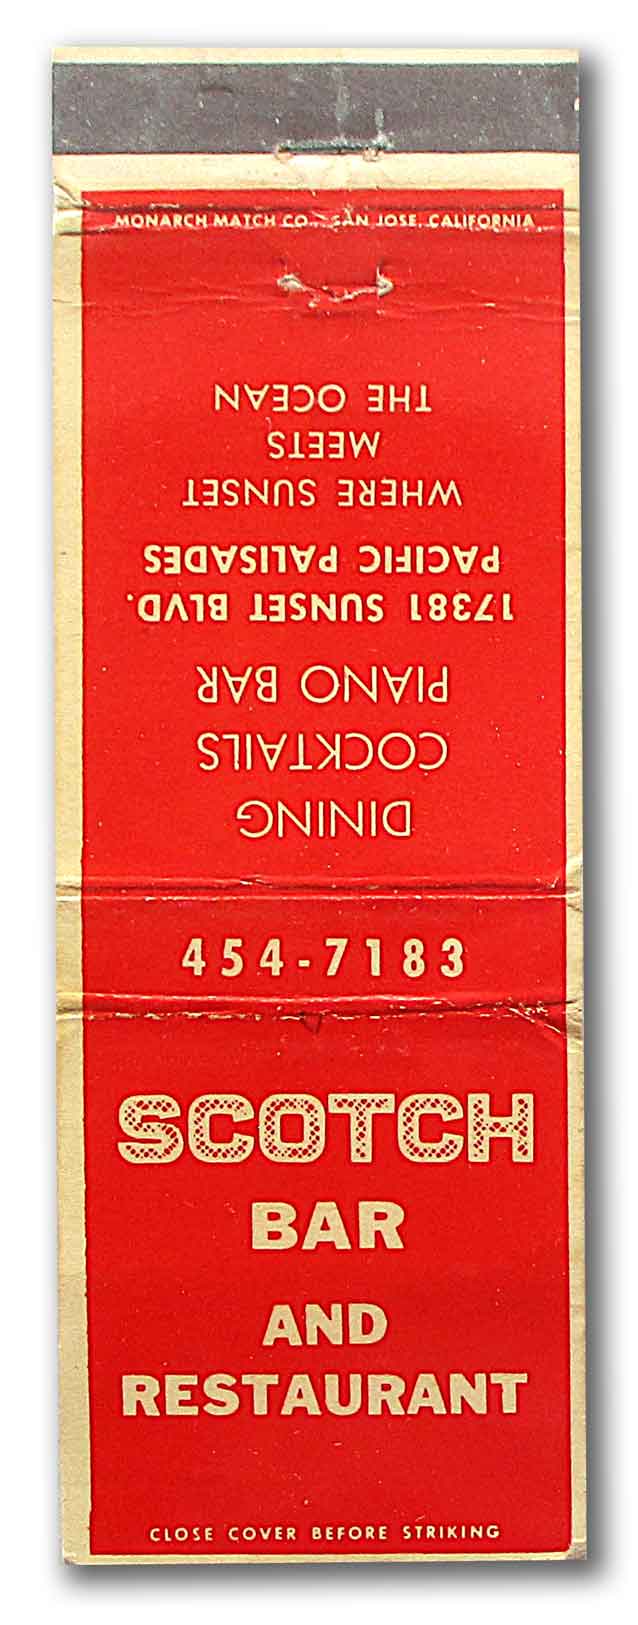 MONARCH MATCH CO., SAN JOSE, CALIFORNIA
DINING
COCKTAILS
PIANO BAR
17381 SUNSET BLVD.
PACIFIC PALISADES
WHERE SUNSET
MEETS
THE OCEAN
454-7183
SCOTCH
BAR
AND
RESTAURANT
CLOSE COVER BEFORE STRIKING